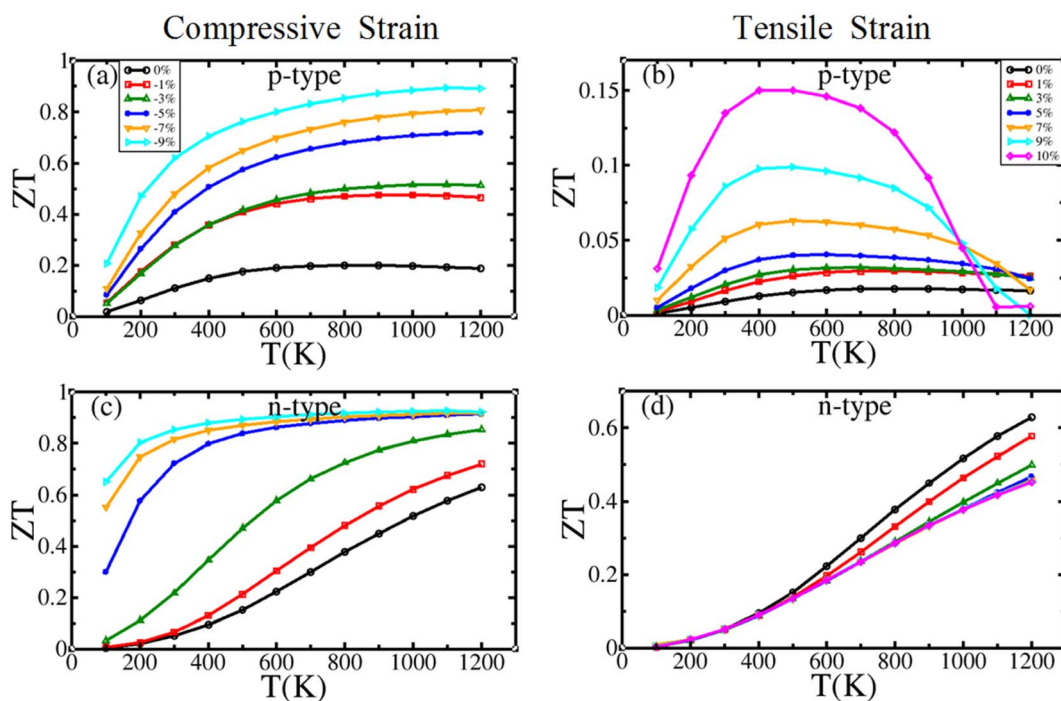 Compressive Strain
Tensile Strain
(a)
p-type
0%
-1%
-3%
-5%
-7%
-9%
1
0.8
0.6
0.4
0.2
0
ZT
0 200 400 600 800 1000 1200
T(K)
(b)
p-type
0%
1%
3%
5%
7%
9%
10%
0.15
0.1
0.05
0
ZT
0 200 400 600 800 1000 1200
T(K)
(c)
n-type
1
0.8
0.6
0.4
0.2
0
ZT
0 200 400 600 800 1000 1200
T(K)
(d)
n-type
0.6
0.4
0.2
0
ZT
0 200 400 600 800 1000 1200
T(K)